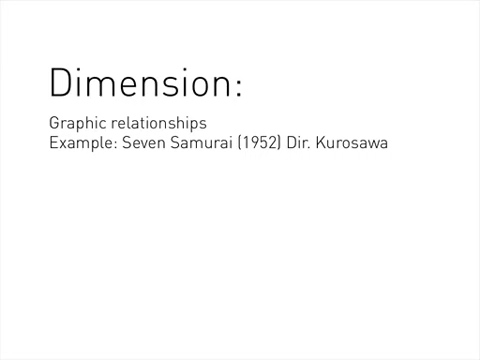 Dimension:
Graphic relationships
Example: Seven Samurai (1952) Dir. Kurosawa